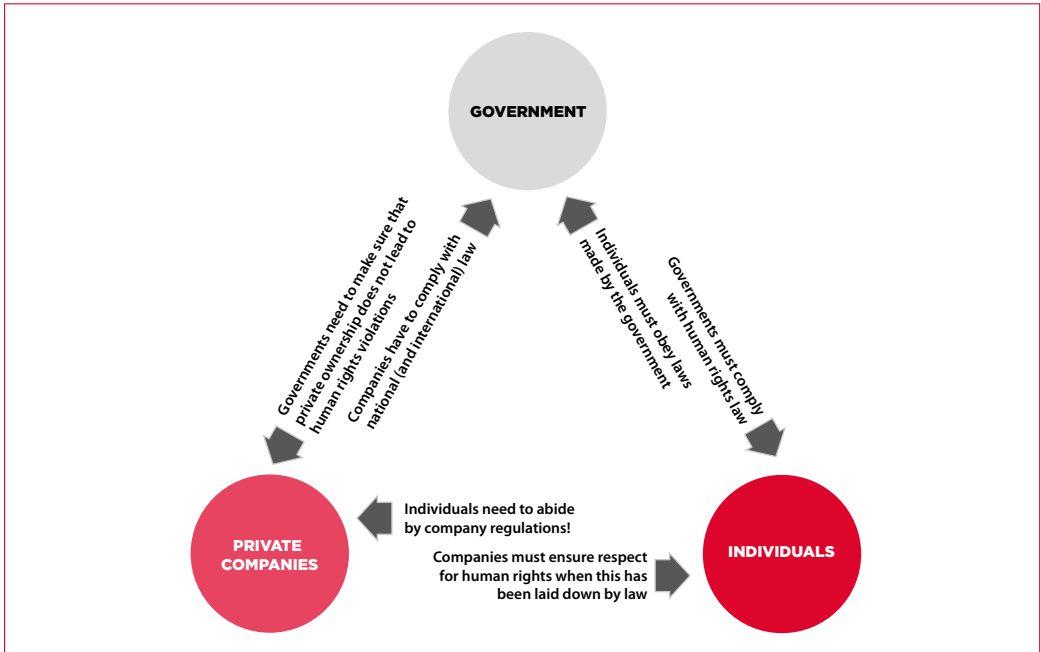 GOVERNMENT
Governments need to make sure that
private ownership does not lead to
human rights violations
Companies have to comply with
national (and international) law
Individuals must obey laws
made by the government
Governments must comply
with human rights law
PRIVATE
COMPANIES
Individuals need to abide
by company regulations!
Companies must ensure respect
for human rights when this has
been laid down by law
INDIVIDUALS